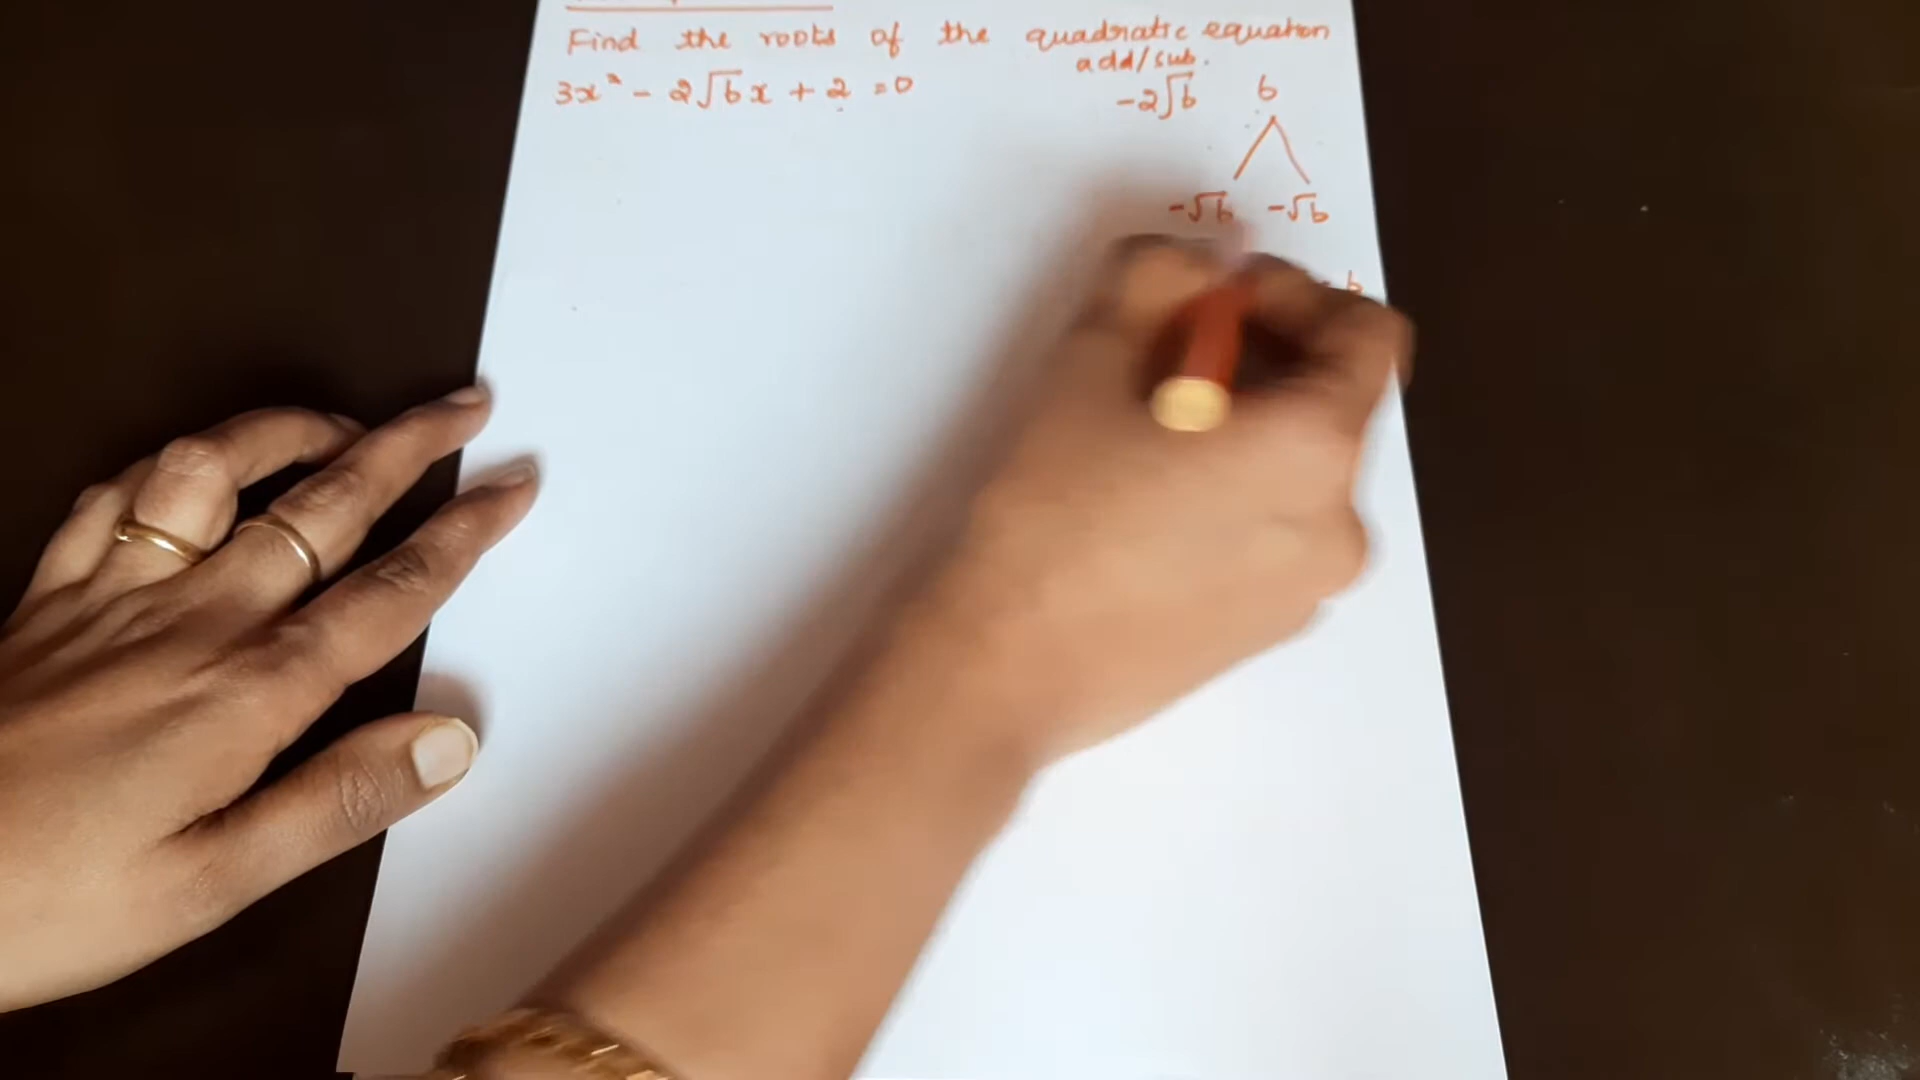 Find the roots of the quadratic equation
add/sub.
3x² - 2√6x + 2 = 0
-2√6 6
-√6 -√6
6